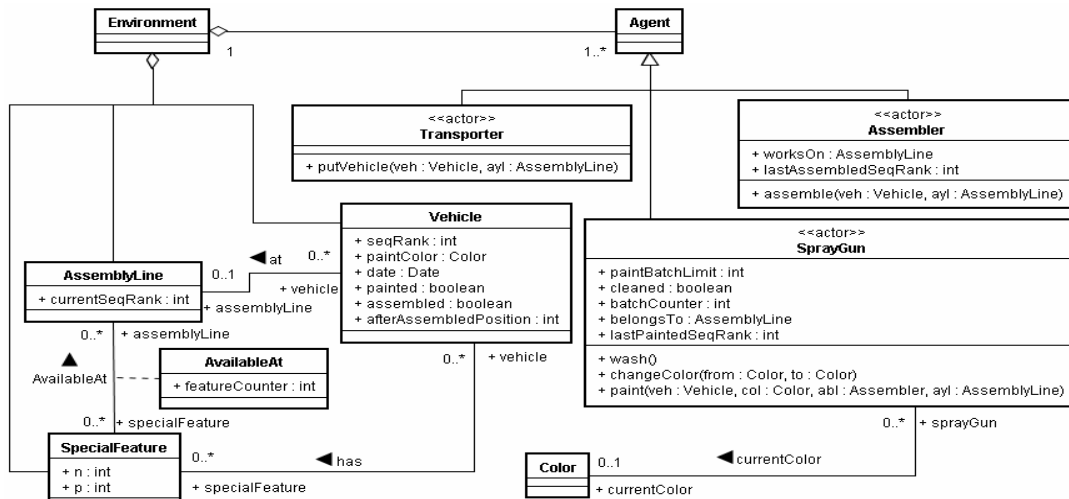 Environment
Agent
1
1..*
<<actor>>
Transporter
+ putVehicle(veh : Vehicle, ayl : AssemblyLine)
<<actor>>
Assembler
+ worksOn : AssemblyLine
+ lastAssembledSeqRank : int
+ assemble(veh : Vehicle, ayl : AssemblyLine)
Vehicle
+ seqRank : int
+ paintColor : Color
+ date : Date
+ painted : boolean
+ assembled : boolean
+ afterAssembledPosition : int
<<actor>>
SprayGun
+ paintBatchLimit : int
+ cleaned : boolean
+ batchCounter : int
+ belongsTo : AssemblyLine
+ lastPaintedSeqRank : int
+ wash()
+ changeColor(from : Color, to : Color)
+ paint(veh : Vehicle, col : Color, abl : Assembler, ayl : AssemblyLine)
at
0..*
0..1
+ vehicle
+ assemblyLine
AssemblyLine
+ currentSeqRank : int
0..*
+ assemblyLine
AvailableAt
AvailableAt
+ featureCounter : int
0..*
+ specialFeature
SpecialFeature
+ n : int
+ p : int
0..*
+ vehicle
has
0..*
+ specialFeature
0..*
+ sprayGun
currentColor
Color
0..1
+ currentColor